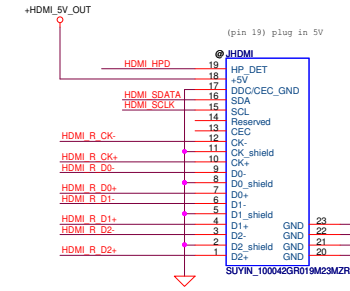 +HDMI_5V_OUT
(pin 19) plug in 5V
@ JHDMI
HDMI_HPD 19 HP_DET
18 +5V
17 DDC/CEC_GND
HDMI_SDATA 16 SDA
HDMI_SCLK 15 SCL
14 Reserved
13 CEC
HDMI_R_CK- 12 CK-
11 CK_shield
HDMI_R_CK+ 10 CK+
HDMI_R_D0- 9 D0-
8 D0_shield
HDMI_R_D0+ 7 D0+
HDMI_R_D1- 6 D1-
5 D1_shield
HDMI_R_D1+ 4 D1+ GND 23
HDMI_R_D2- 3 D2- GND 22
2 D2_shield GND 21
HDMI_R_D2+ 1 D2+ GND 20
SUYIN_100042GR019M23MZR